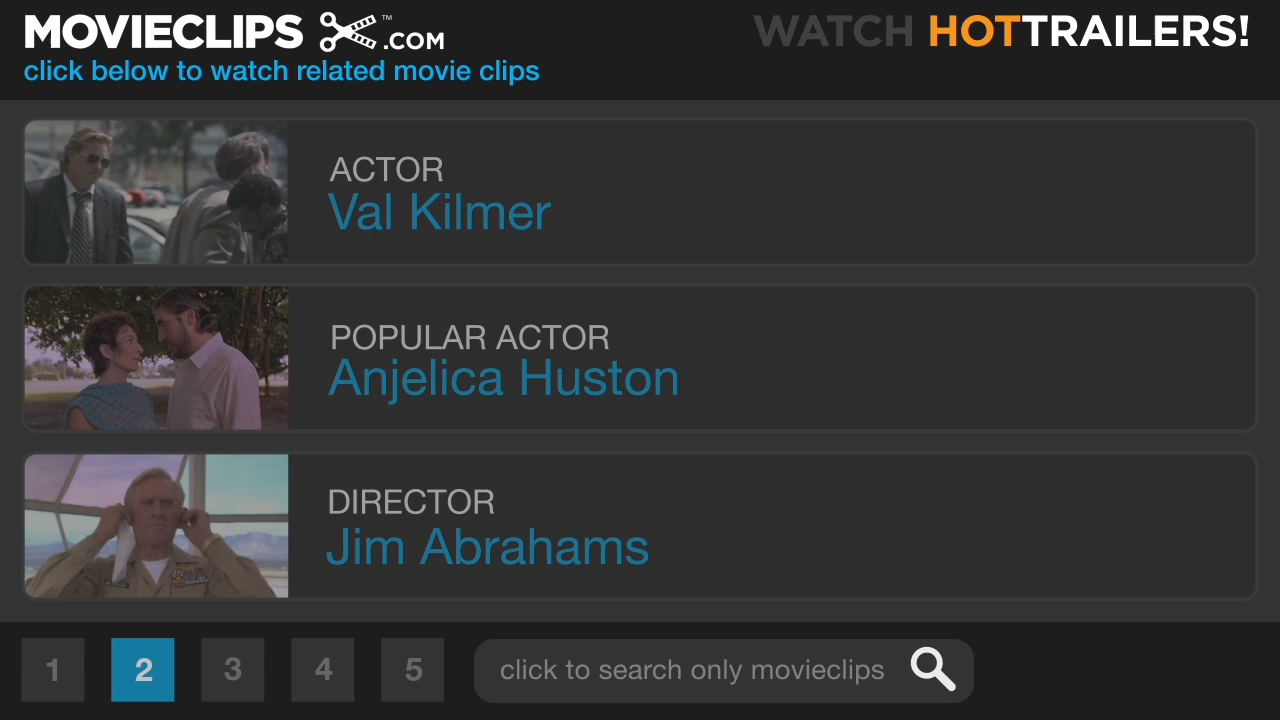 MOVIECLIPS ™ .COM
WATCH HOTTRAILERS!
click below to watch related movie clips
ACTOR
Val Kilmer
POPULAR ACTOR
Anjelica Huston
DIRECTOR
Jim Abrahams
1 2 3 4 5
click to search only movieclips